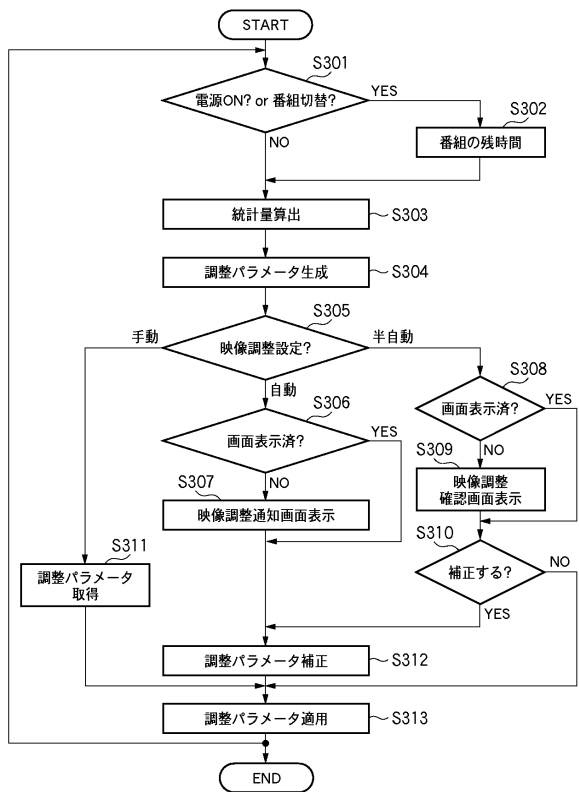 START
S301
電源ON? or 番組切替?
YES
S302
番組の残時間
NO
統計量算出
S303
調整パラメータ生成
S304
S305
映像調整設定?
手動
半自動
自動
S306
画面表示済?
YES
NO
S307
映像調整通知画面表示
S308
画面表示済?
YES
NO
S309
映像調整
確認画面表示
S310
補正する?
NO
YES
S311
調整パラメータ
取得
調整パラメータ補正
S312
調整パラメータ適用
S313
END